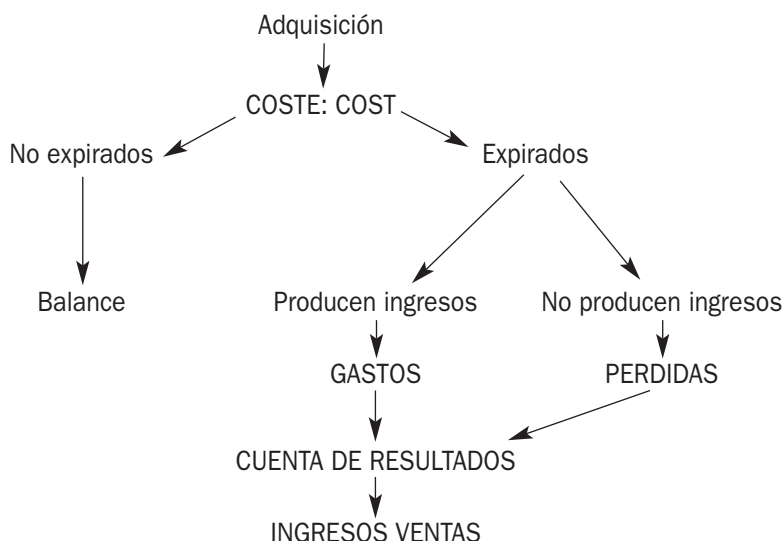 Adquisición
COSTE: COST
No expirados
Expirados
Balance
Producen ingresos
No producen ingresos
GASTOS
PERDIDAS
CUENTA DE RESULTADOS
INGRESOS VENTAS